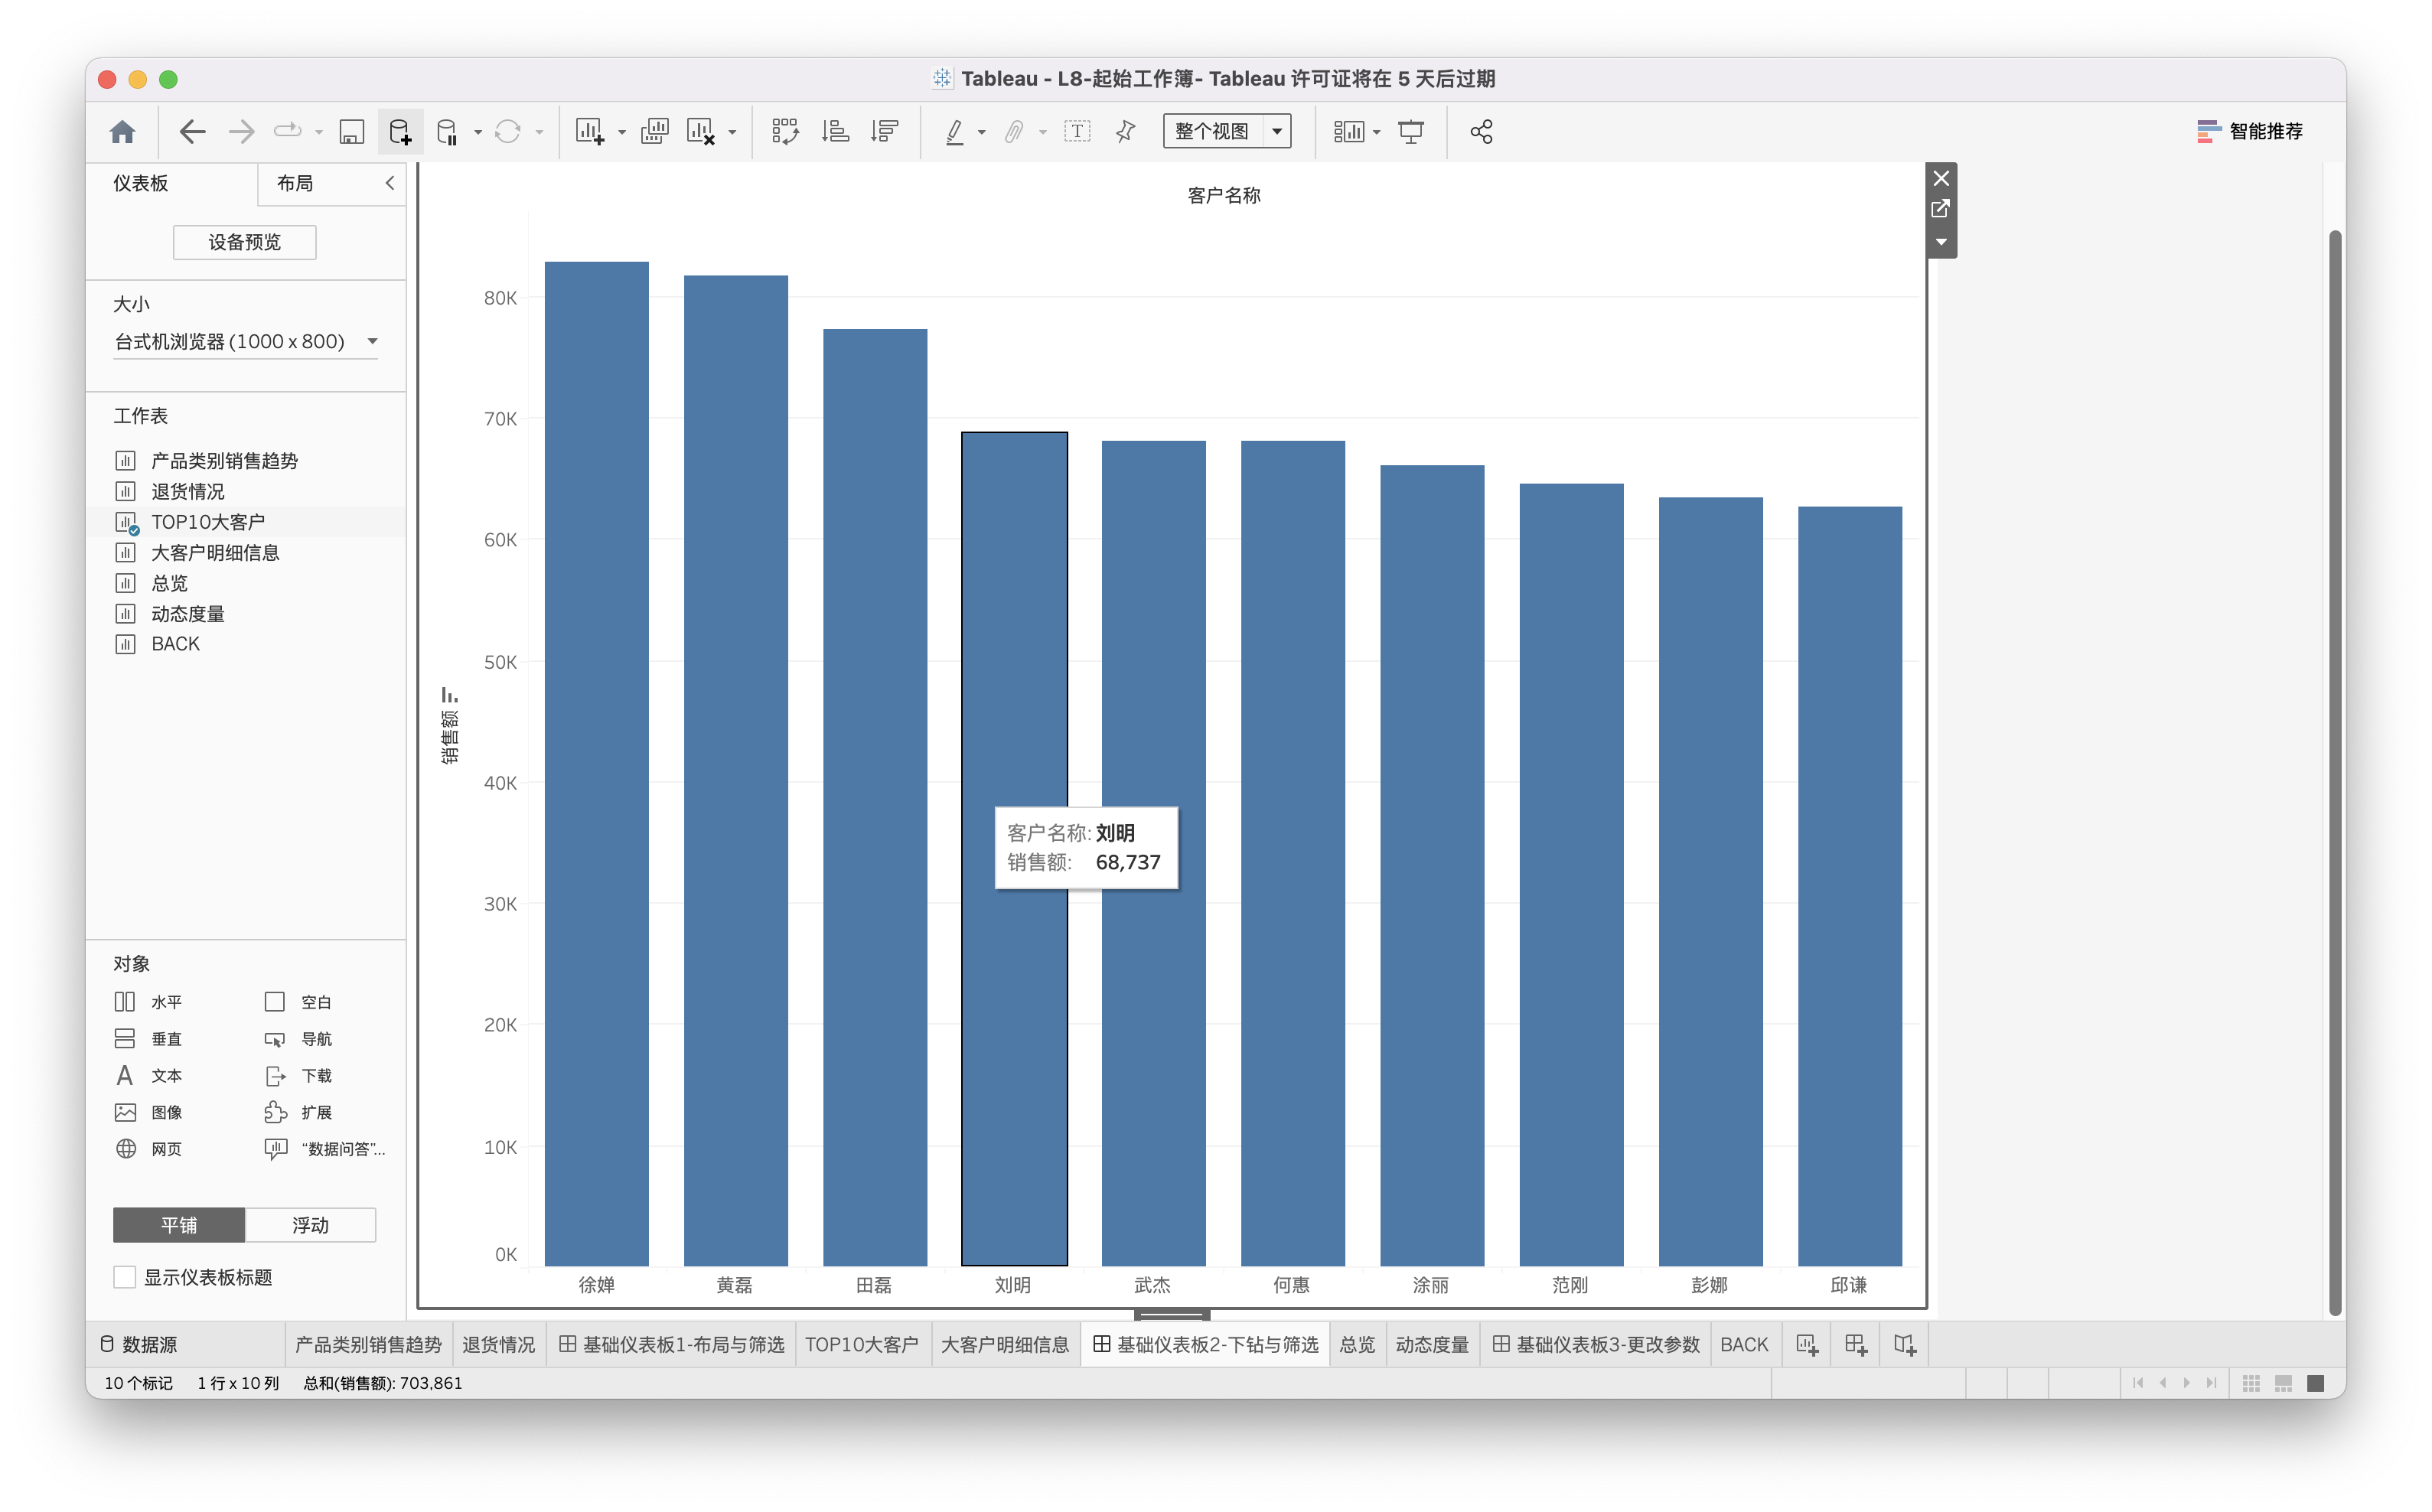 Tableau - L8-起始工作簿- Tableau 许可证将在 5 天后过期
整个视图
智能推荐
仪表板
布局
设备预览
大小
台式机浏览器 (1000 x 800)
工作表
产品类别销售趋势
退货情况
TOP10大客户
大客户明细信息
总览
动态度量
BACK
对象
水平
空白
垂直
导航
A 文本
下载
图像
扩展
网页
“数据问答”...
平铺
浮动
显示仪表板标题
客户名称
销售额
80K
70K
60K
50K
40K
30K
20K
10K
0K
客户名称: 刘明
销售额: 68,737
徐婵 黄磊 田磊 刘明 武杰 何惠 涂丽 范刚 彭娜 邱谦
数据源 产品类别销售趋势 退货情况 基础仪表板1-布局与筛选 TOP10大客户 大客户明细信息 基础仪表板2-下钻与筛选 总览 动态度量 基础仪表板3-更改参数 BACK
10 个标记 1 行 x 10 列 总和(销售额): 703,861